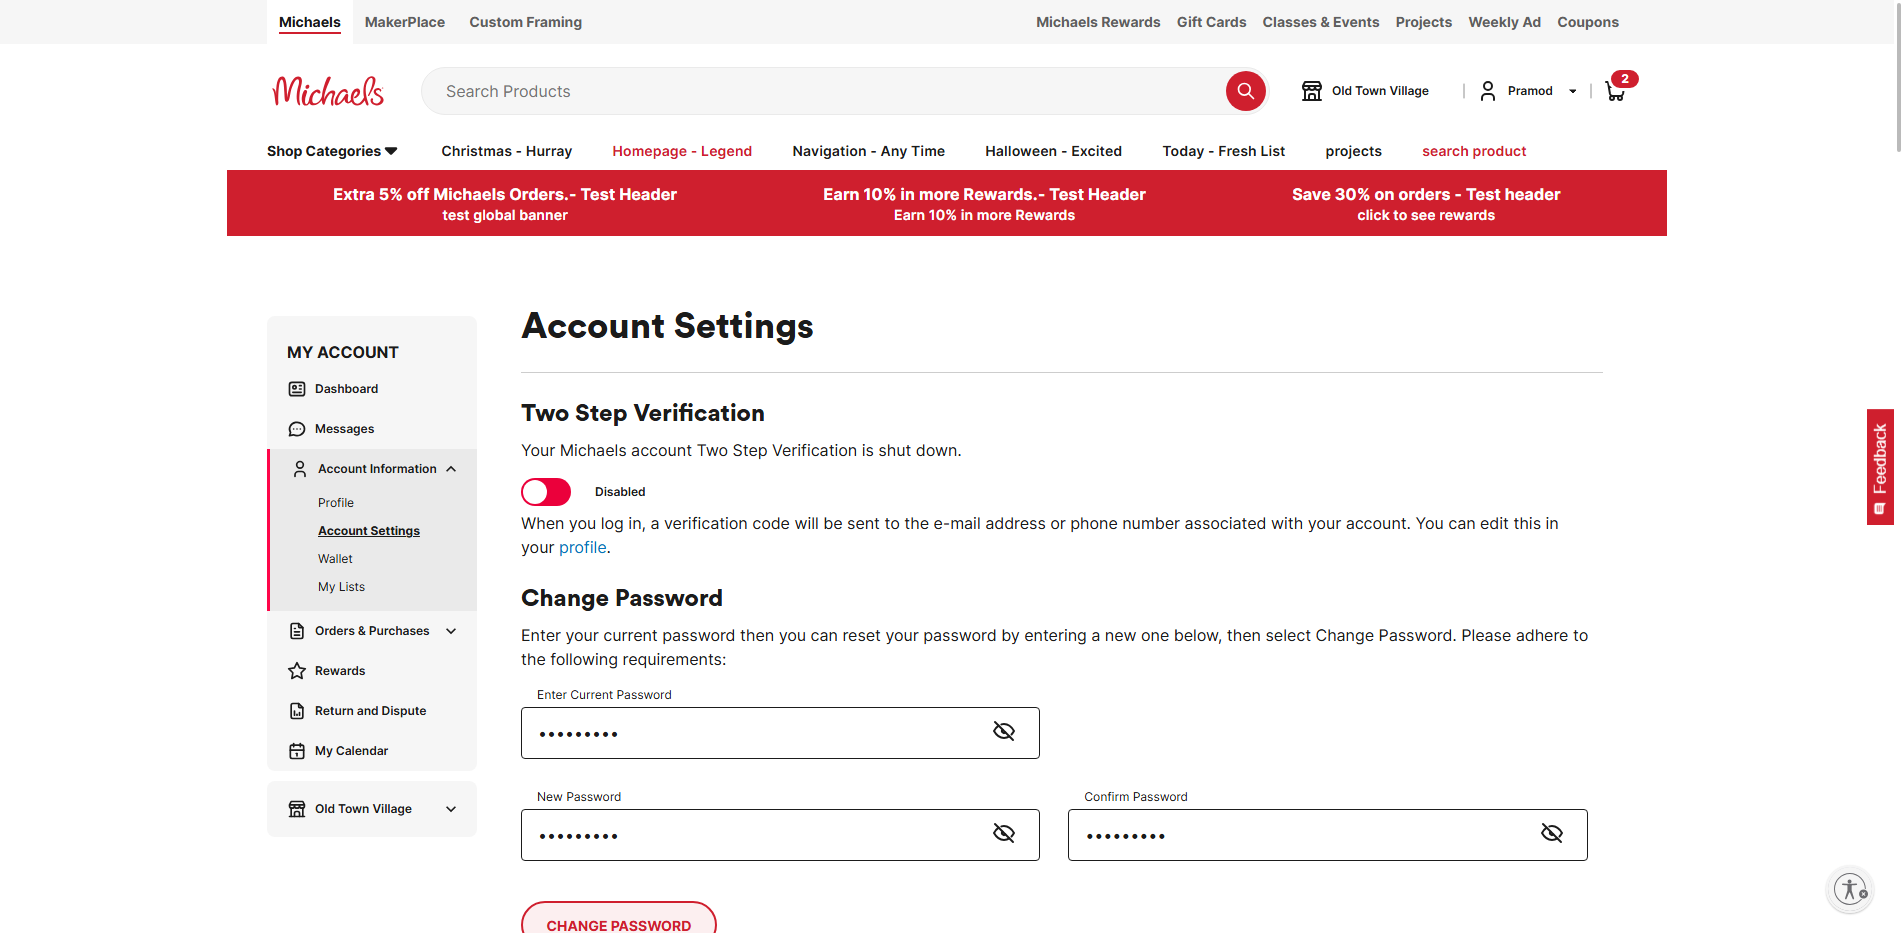 Michaels MakerPlace Custom Framing Michaels Rewards Gift Cards Classes & Events Projects Weekly Ad Coupons
Michaels Search Products Old Town Village Pramod 2
Shop Categories Christmas - Hurray Homepage - Legend Navigation - Any Time Halloween - Excited Today - Fresh List projects search product
Extra 5% off Michaels Orders.- Test Header Earn 10% in more Rewards.- Test Header Save 30% on orders - Test header
test global banner Earn 10% in more Rewards click to see rewards
MY ACCOUNT
Dashboard
Messages
Account Information
Profile
Account Settings
Wallet
My Lists
Orders & Purchases
Rewards
Return and Dispute
My Calendar
Old Town Village
Account Settings
Two Step Verification
Your Michaels account Two Step Verification is shut down.
Disabled
When you log in, a verification code will be sent to the e-mail address or phone number associated with your account. You can edit this in
your profile.
Change Password
Enter your current password then you can reset your password by entering a new one below, then select Change Password. Please adhere to
the following requirements:
Enter Current Password
•••••••••
New Password Confirm Password
••••••••• •••••••••
CHANGE PASSWORD
Feedback